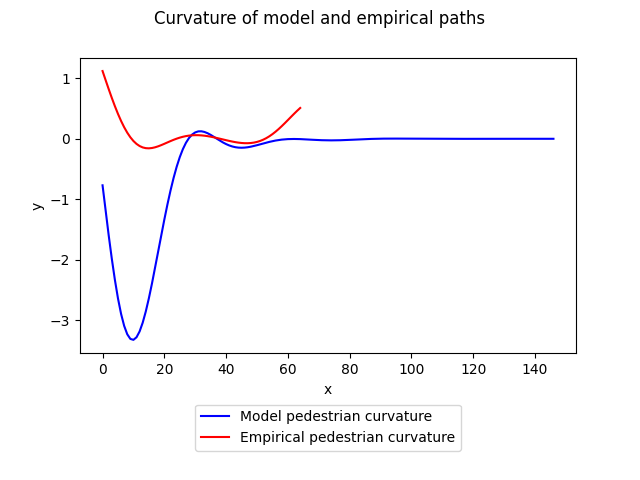 Curvature of model and empirical paths
1
0
−1
−2
−3
y
0 20 40 60 80 100 120 140
x
Model pedestrian curvature
Empirical pedestrian curvature